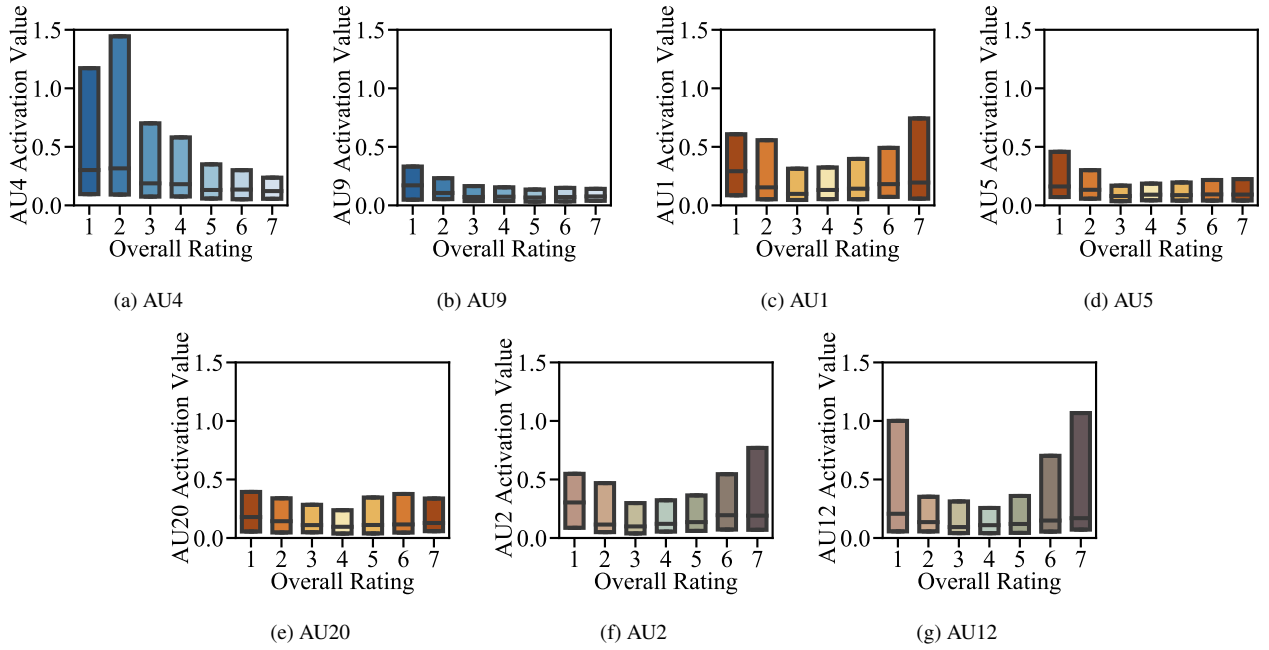 AU4 Activation Value
1.5
1.0
0.5
0.0
1 2 3 4 5 6 7
Overall Rating
(a) AU4
AU9 Activation Value
1.5
1.0
0.5
0.0
1 2 3 4 5 6 7
Overall Rating
(b) AU9
AU1 Activation Value
1.5
1.0
0.5
0.0
1 2 3 4 5 6 7
Overall Rating
(c) AU1
AU5 Activation Value
1.5
1.0
0.5
0.0
1 2 3 4 5 6 7
Overall Rating
(d) AU5
AU20 Activation Value
1.5
1.0
0.5
0.0
1 2 3 4 5 6 7
Overall Rating
(e) AU20
AU2 Activation Value
1.5
1.0
0.5
0.0
1 2 3 4 5 6 7
Overall Rating
(f) AU2
AU12 Activation Value
1.5
1.0
0.5
0.0
1 2 3 4 5 6 7
Overall Rating
(g) AU12